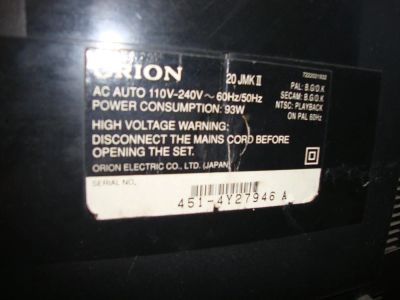 ORION
20 JMK II
7222021832
AC AUTO 110V-240V ~ 60Hz/50Hz
POWER CONSUMPTION: 93W
PAL: B.G/D.K
SECAM: B.G/D.K
NTSC: PLAYBACK
ON PAL 60Hz
HIGH VOLTAGE WARNING:
DISCONNECT THE MAINS CORD BEFORE
OPENING THE SET.
ORION ELECTRIC CO., LTD. (JAPAN)
SERIAL NO.
451-4Y27946 A